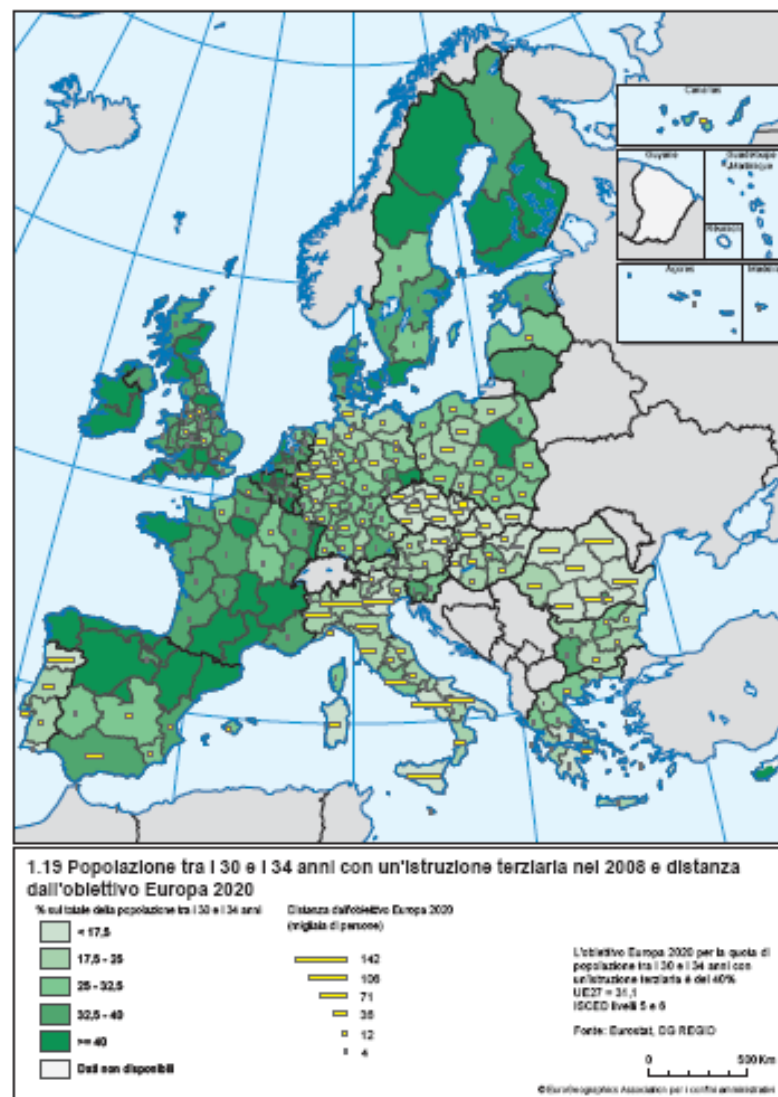 Canarias
Guyane
Guadeloupe
Martinique
Réunion
Açores
Madeira
1.19 Popolazione tra i 30 e i 34 anni con un'istruzione terziaria nel 2008 e distanza
dall'obiettivo Europa 2020
% sul totale della popolazione tra i 30 e i 34 anni
< 17,5
17,5 - 25
25 - 32,5
32,5 - 40
>= 40
Dati non disponibili
Distanza dall'obiettivo Europa 2020
(migliaia di persone)
142
106
71
35
12
4
L'obiettivo Europa 2020 per la quota di
popolazione tra i 30 e i 34 anni con
un'istruzione terziaria è del 40%
UE27 = 31,1
ISCED livelli 5 e 6
Fonte: Eurostat, DG REGIO
0 500 Km
© EuroGeographics Association per i confini amministrativi